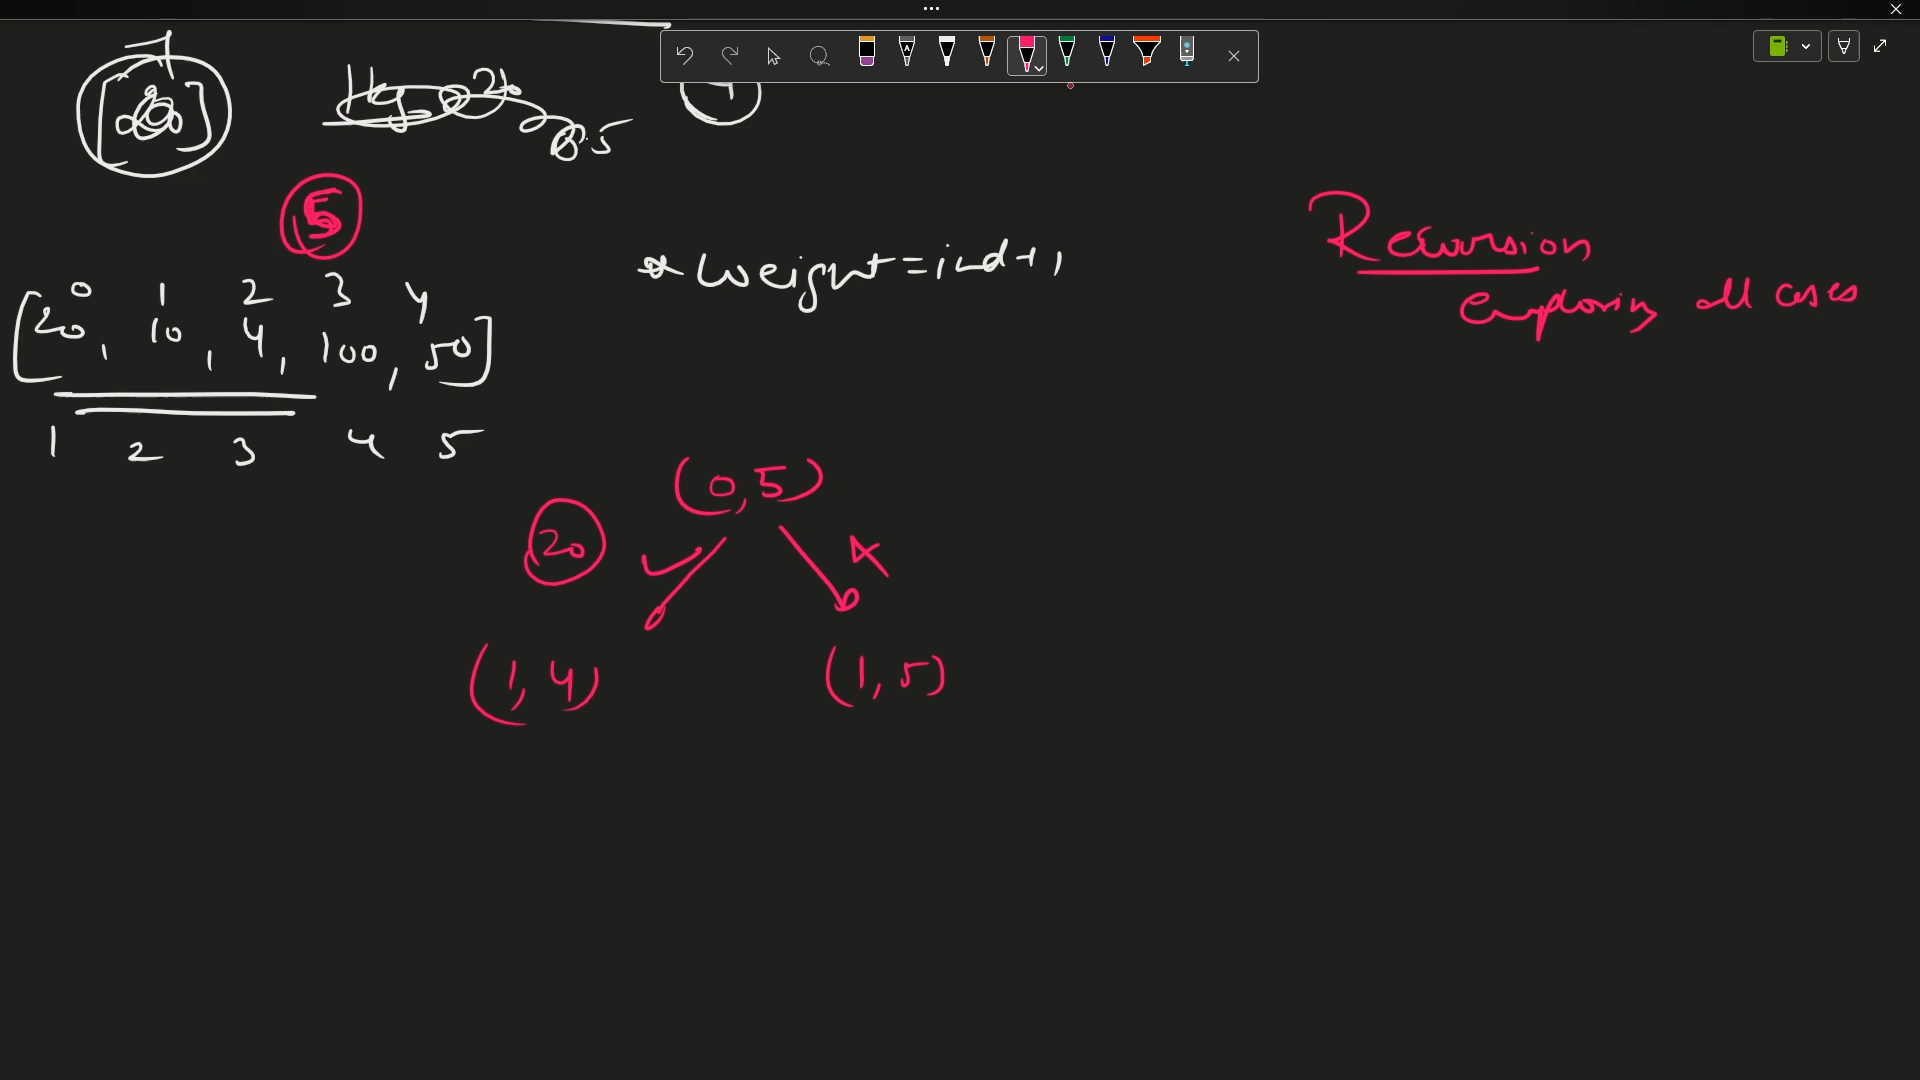 5
Recursion
* weight = ind+1
exploring all cases
0 1 2 3 4
[20, 10, 4, 100, 50]
1 2 3 4 5
(0,5)
20
(1,4) (1,5)